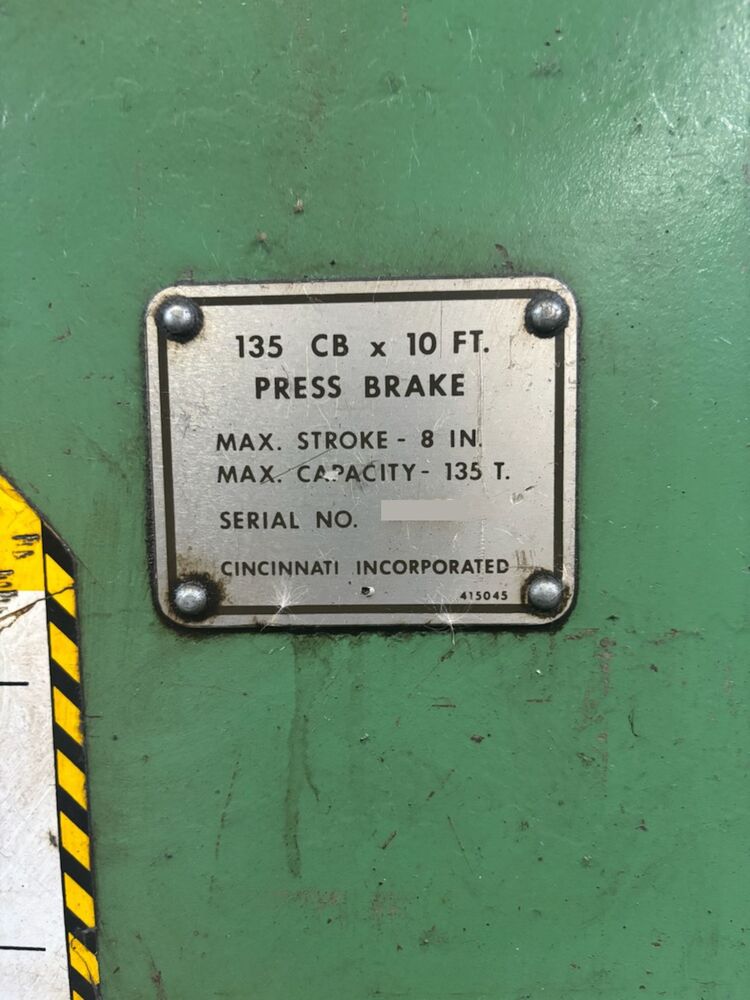 135 CB x 10 FT.
PRESS BRAKE
MAX. STROKE - 8 IN.
MAX. CAPACITY - 135 T.
SERIAL NO.
CINCINNATI INCORPORATED
415045